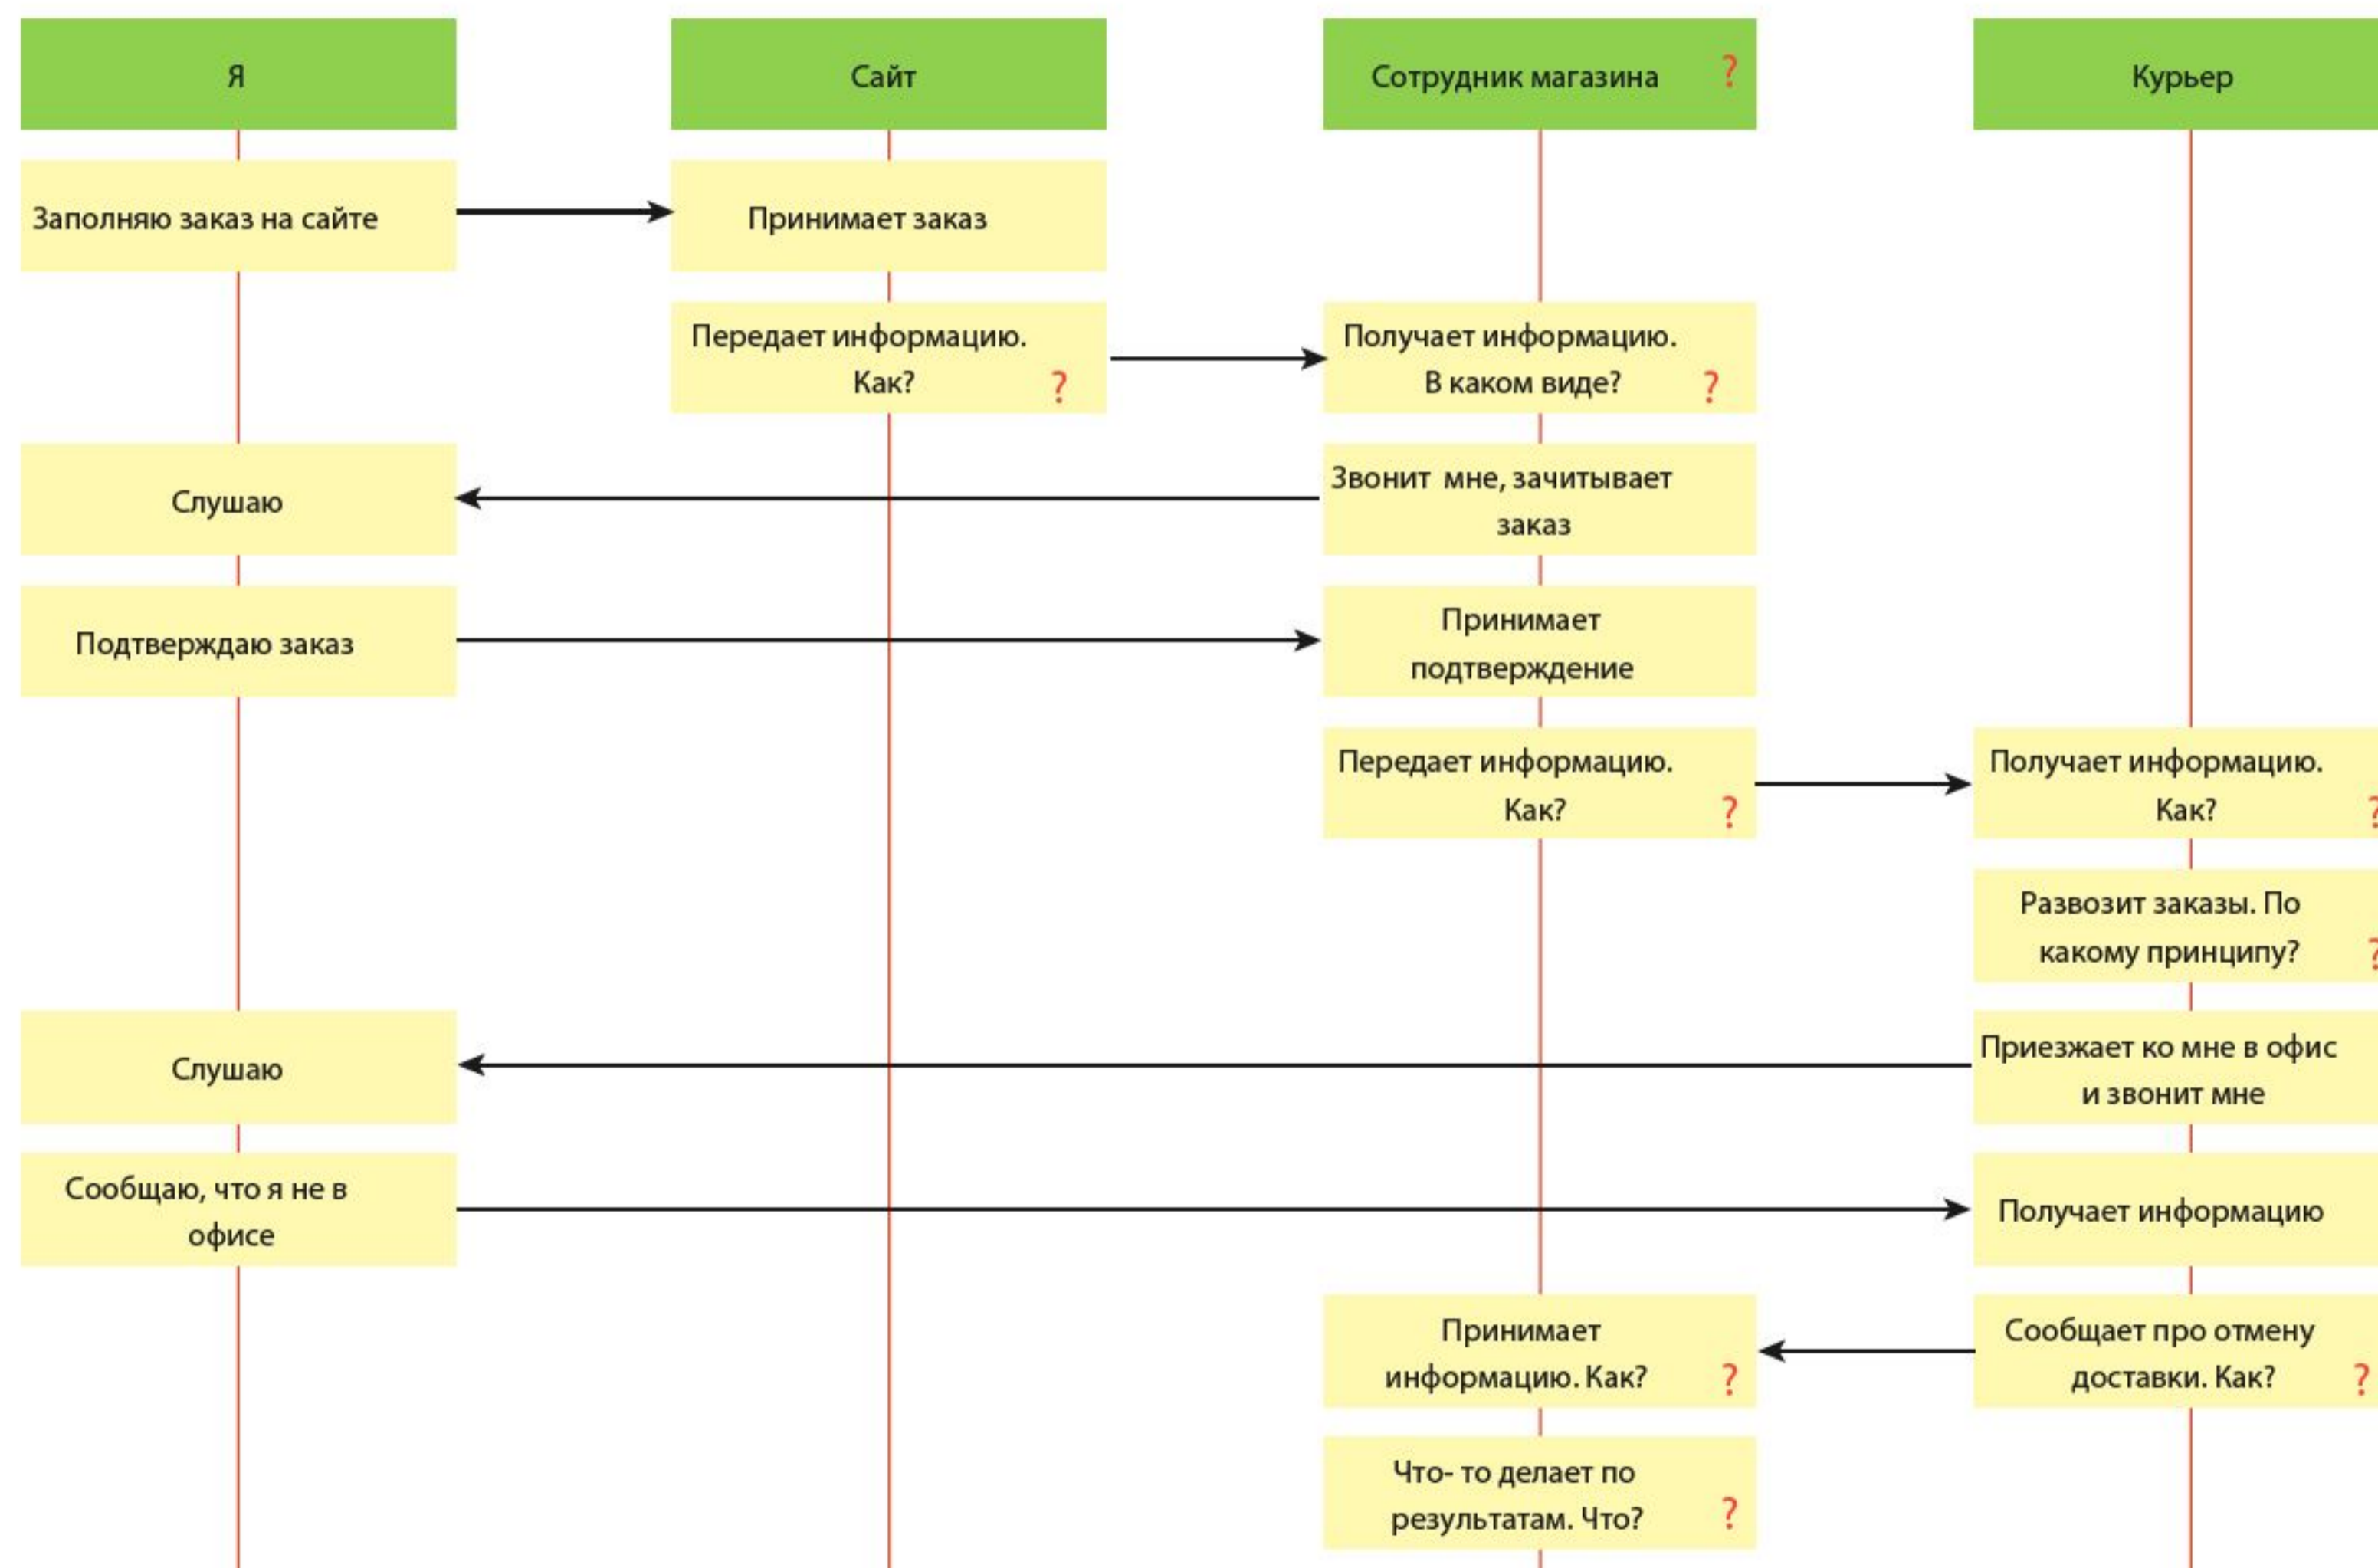 Я
Сайт
Сотрудник магазина ?
Курьер
Заполняю заказ на сайте
Принимает заказ
Передает информацию.
Как? ?
Получает информацию.
В каком виде? ?
Слушаю
Звонит мне, зачитывает
заказ
Подтверждаю заказ
Принимает
подтверждение
Передает информацию.
Как? ?
Получает информацию.
Как? ?
Развозит заказы. По
какому принципу? ?
Слушаю
Приезжает ко мне в офис
и звонит мне
Сообщаю, что я не в
офисе
Получает информацию
Принимает
информацию. Как? ?
Сообщает про отмену
доставки. Как? ?
Что- то делает по
результатам. Что? ?